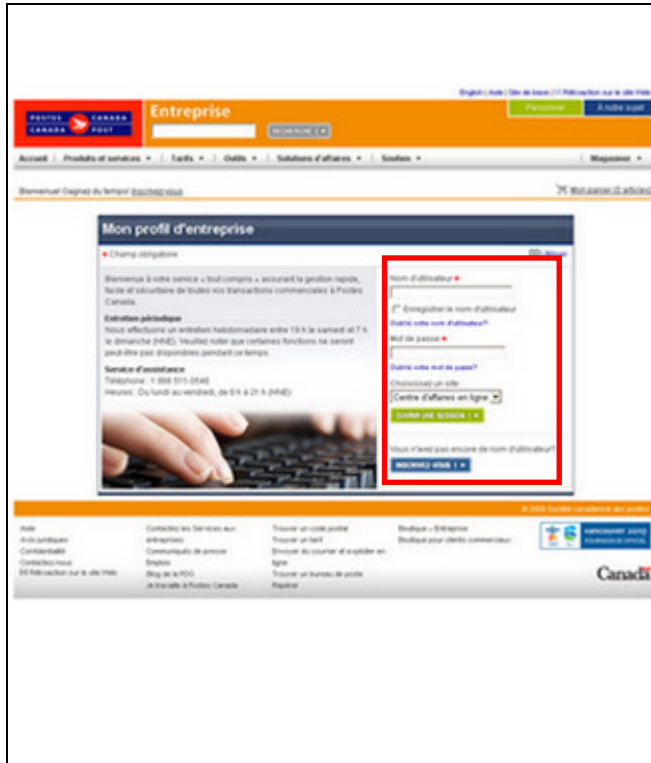 English | Aide | Site de base | Rétroaction sur le site Web
POSTES CANADA
CANADA POST
Entreprise
Personnel
À notre sujet
RECHERCHE
Accueil | Produits et services | Tarifs | Outils | Solutions d'affaires | Soutien | Magasiner
Bienvenue! Gagnez du temps! Inscrivez-vous.
Mon panier (0 articles)
Mon profil d'entreprise
* Champ obligatoire
Bienvenue à votre service « tout compris » assurant la gestion rapide,
facile et sécuritaire de toutes vos transactions commerciales à Postes
Canada.
Entretien périodique
Nous effectuons un entretien hebdomadaire entre 19 h le samedi et 7 h
le dimanche (HNE). Veuillez noter que certaines fonctions ne seront
peut-être pas disponibles pendant ce temps.
Service d'assistance
Téléphone : 1 866 511-0546
Heures : Du lundi au vendredi, de 8 h à 21 h (HNE)
Nom d'utilisateur *
Enregistrer le nom d'utilisateur
Oublié votre nom d'utilisateur?
Mot de passe *
Oublié votre mot de passe?
Choisissez un site :
Centre d'affaires en ligne
OUVRIR UNE SESSION
Vous n'avez pas encore de nom d'utilisateur?
INSCRIVEZ-VOUS
© 2009 Société canadienne des postes
Aide
Avis juridiques
Confidentialité
Contactez-nous
Rétroaction sur le site Web
Contactez les Services aux
entreprises
Communiqués de presse
Emplois
Blog de la PDG
Je travaille à Postes Canada
Trouver un code postal
Trouver un tarif
Envoyer du courrier et expédier en
ligne
Trouver un bureau de poste
Repérer
Boutique – Entreprise
Boutique pour clients commerciaux
VANCOUVER 2010
Canada